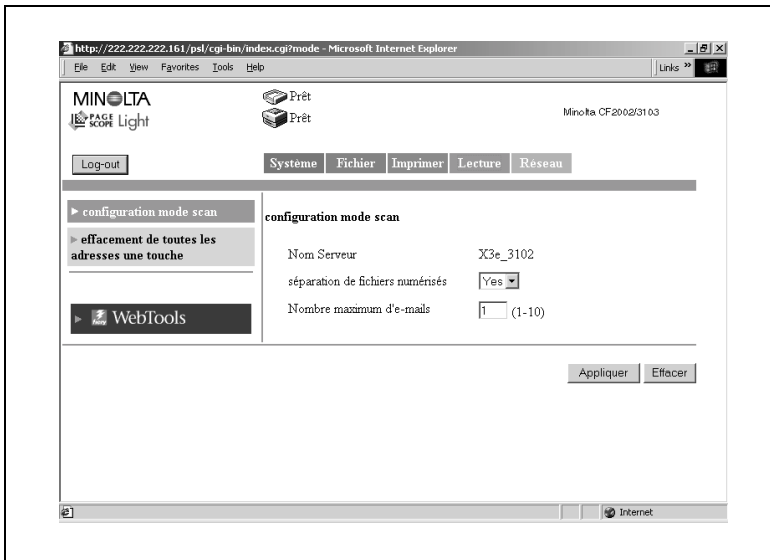 http://222.222.222.161/psl/cgi-bin/index.cgi?mode - Microsoft Internet Explorer
File Edit View Favorites Tools Help
Links »
MINOLTA
PAGE SCOPE Light
Prêt
Prêt
Minolta CF2002/3103
Log-out
Système Fichier Imprimer Lecture Réseau
configuration mode scan
effacement de toutes les
adresses une touche
WebTools
configuration mode scan
Nom Serveur X3e_3102
séparation de fichiers numérisés Yes
Nombre maximum d'e-mails 1 (1-10)
Appliquer Effacer
Internet